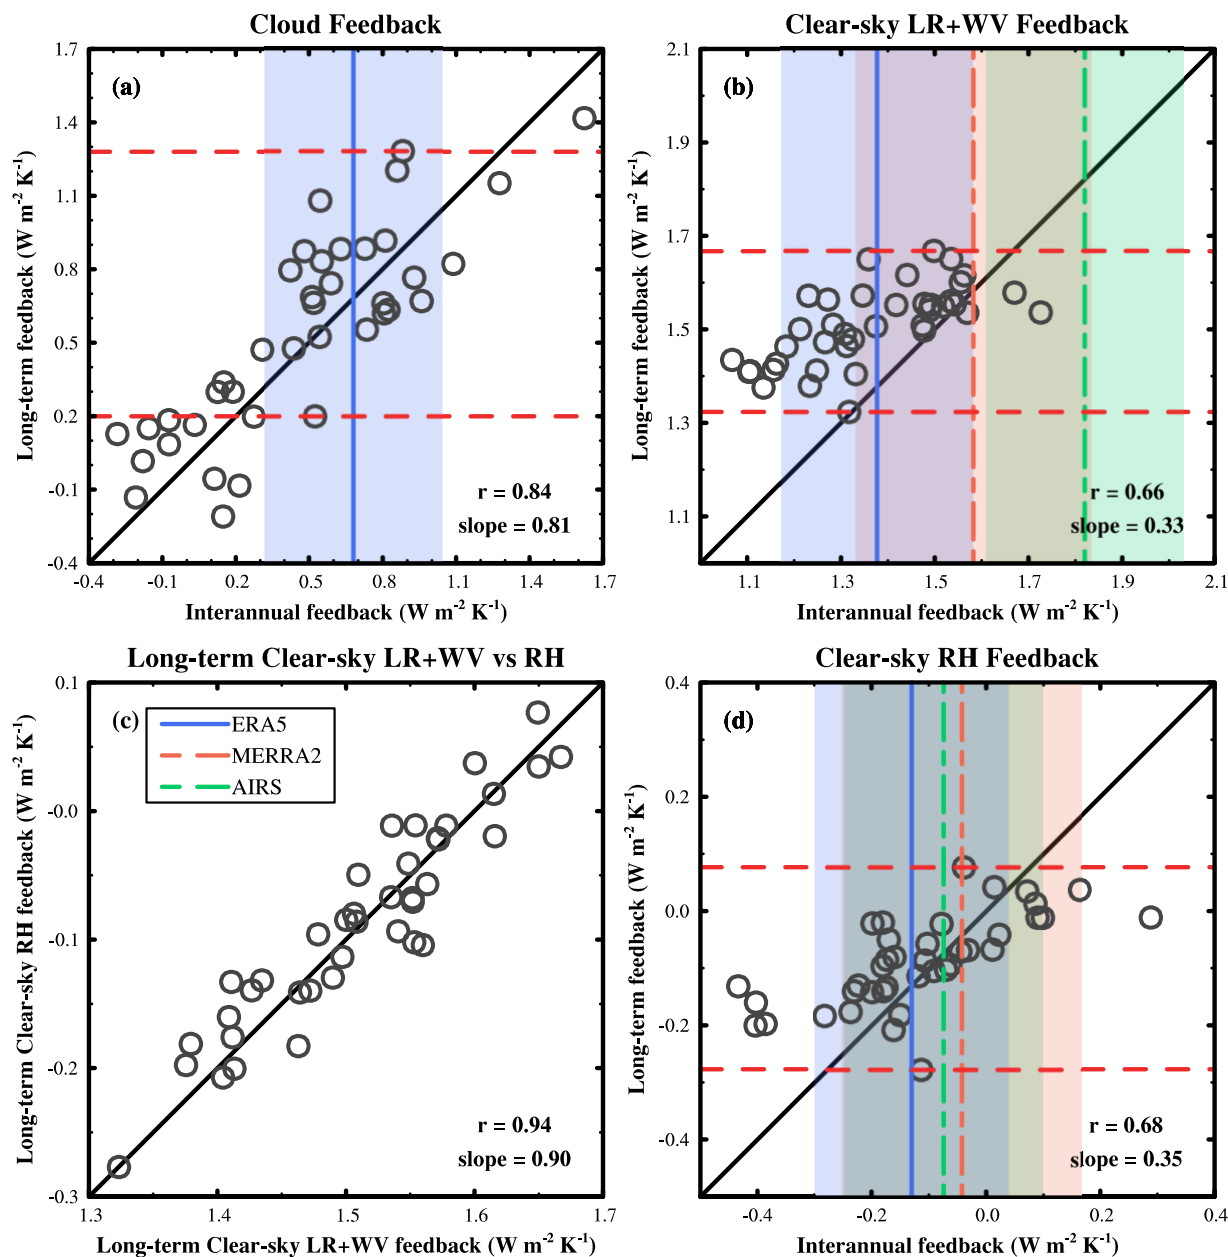 Cloud Feedback
(a)
Long-term feedback (W m⁻² K⁻¹)
1.7
1.4
1.1
0.8
0.5
0.2
-0.1
-0.4
r = 0.84
slope = 0.81
-0.4 -0.1 0.2 0.5 0.8 1.1 1.4 1.7
Interannual feedback (W m⁻² K⁻¹)
Clear-sky LR+WV Feedback
(b)
Long-term feedback (W m⁻² K⁻¹)
2.1
1.9
1.7
1.5
1.3
1.1
r = 0.66
slope = 0.33
1.1 1.3 1.5 1.7 1.9 2.1
Interannual feedback (W m⁻² K⁻¹)
Long-term Clear-sky LR+WV vs RH
(c)
ERA5
MERRA2
AIRS
Long-term Clear-sky RH feedback (W m⁻² K⁻¹)
0.1
-0.0
-0.1
-0.2
-0.3
r = 0.94
slope = 0.90
1.3 1.4 1.5 1.6 1.7
Long-term Clear-sky LR+WV feedback (W m⁻² K⁻¹)
Clear-sky RH Feedback
(d)
Long-term feedback (W m⁻² K⁻¹)
0.4
0.2
0.0
-0.2
-0.4
r = 0.68
slope = 0.35
-0.4 -0.2 0.0 0.2 0.4
Interannual feedback (W m⁻² K⁻¹)